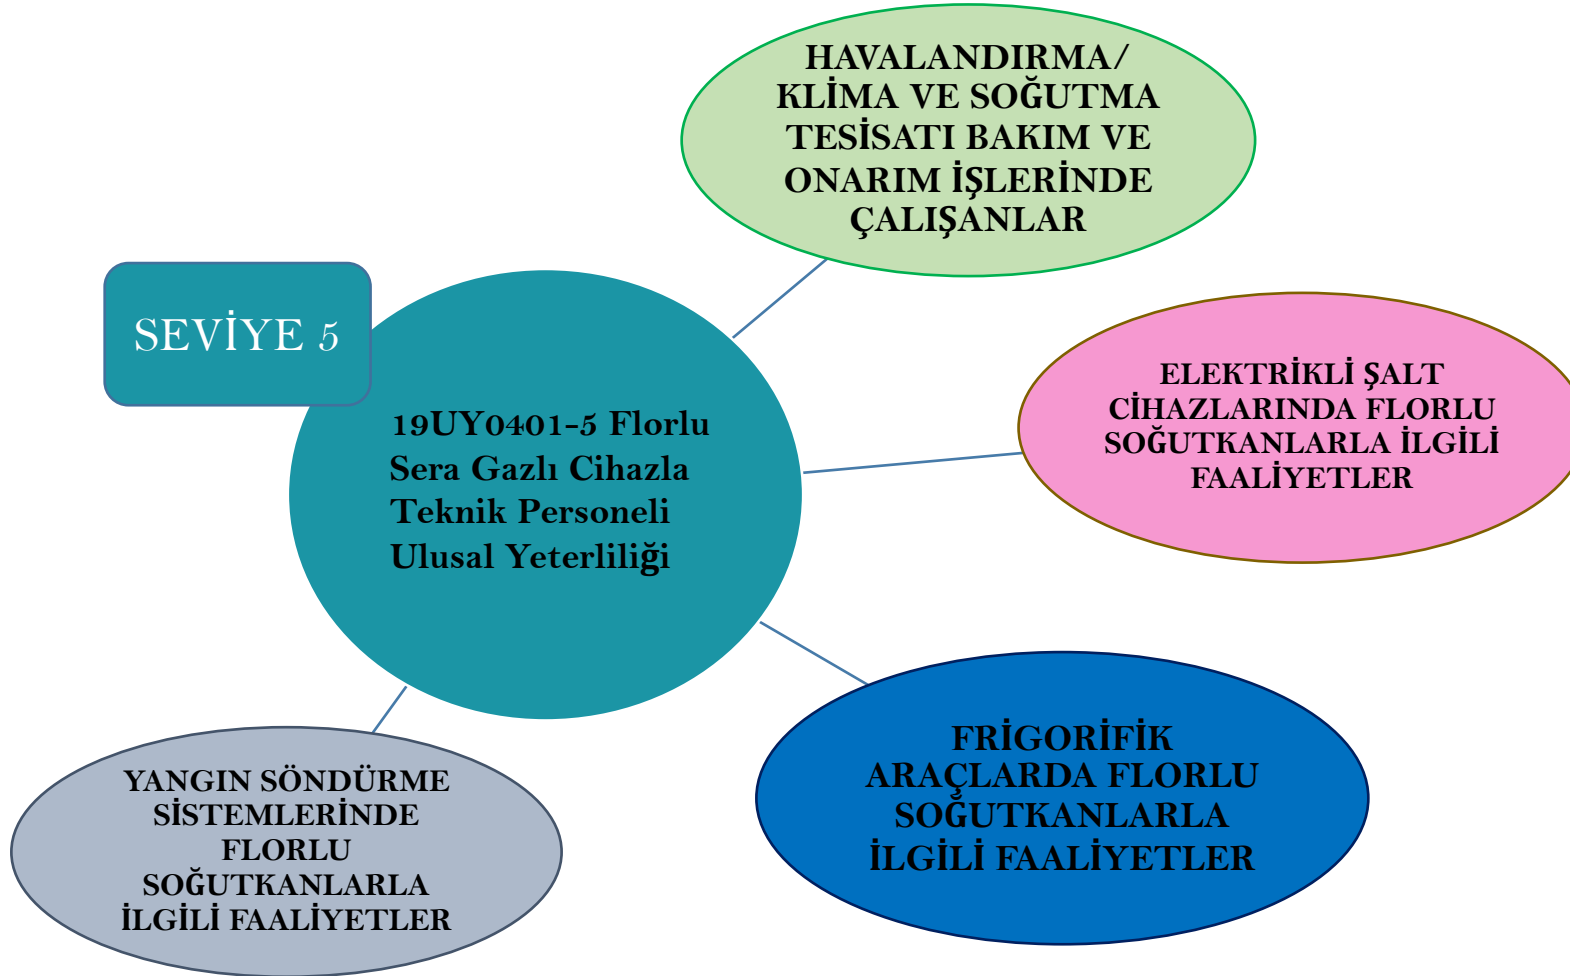 HAVALANDIRMA/
KLİMA VE SOĞUTMA
TESİSATI BAKIM VE
ONARIM İŞLERİNDE
ÇALIŞANLAR
SEVİYE 5
ELEKTRİKLİ ŞALT
CİHAZLARINDA FLORLU
SOĞUTKANLARLA İLGİLİ
FAALİYETLER
19UY0401-5 Florlu
Sera Gazlı Cihazla
Teknik Personeli
Ulusal Yeterliliği
FRİGORİFİK
ARAÇLARDA FLORLU
SOĞUTKANLARLA
İLGİLİ FAALİYETLER
YANGIN SÖNDÜRME
SİSTEMLERİNDE
FLORLU
SOĞUTKANLARLA
İLGİLİ FAALİYETLER